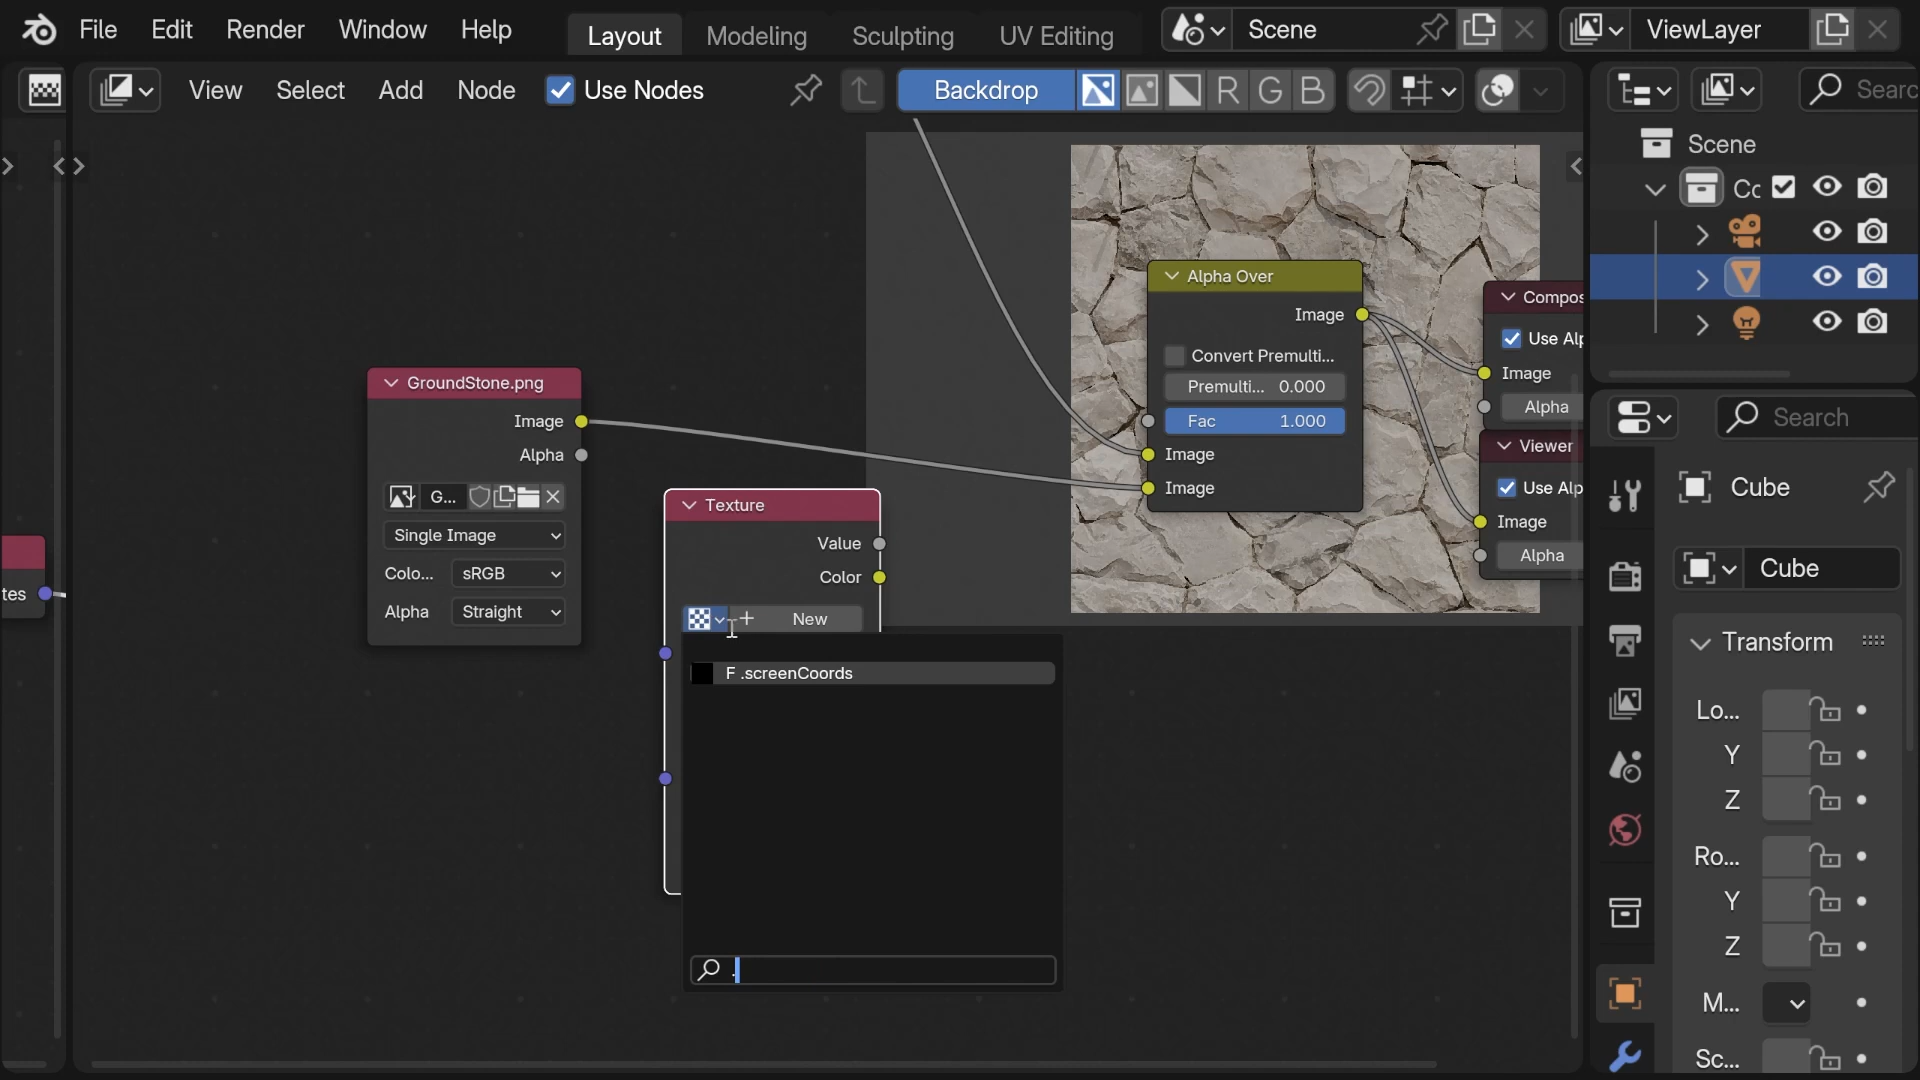 File Edit Render Window Help Layout Modeling Sculpting UV Editing Scene ViewLayer
View Select Add Node Use Nodes Backdrop R G B Searc
Scene
Cc
Alpha Over
Image
Convert Premulti...
Premulti... 0.000
Fac 1.000
Image
Image
Compos
Use Alp
Image
Alpha
Viewer
Use Alp
Image
Alpha
GroundStone.png
Image
Alpha
G...
Single Image
Colo... sRGB
Alpha Straight
tes
Texture
Value
Color
New
F .screenCoords
.
Search
Cube
Cube
Transform
Lo...
Y
Z
Ro...
Y
Z
M...
Sc...